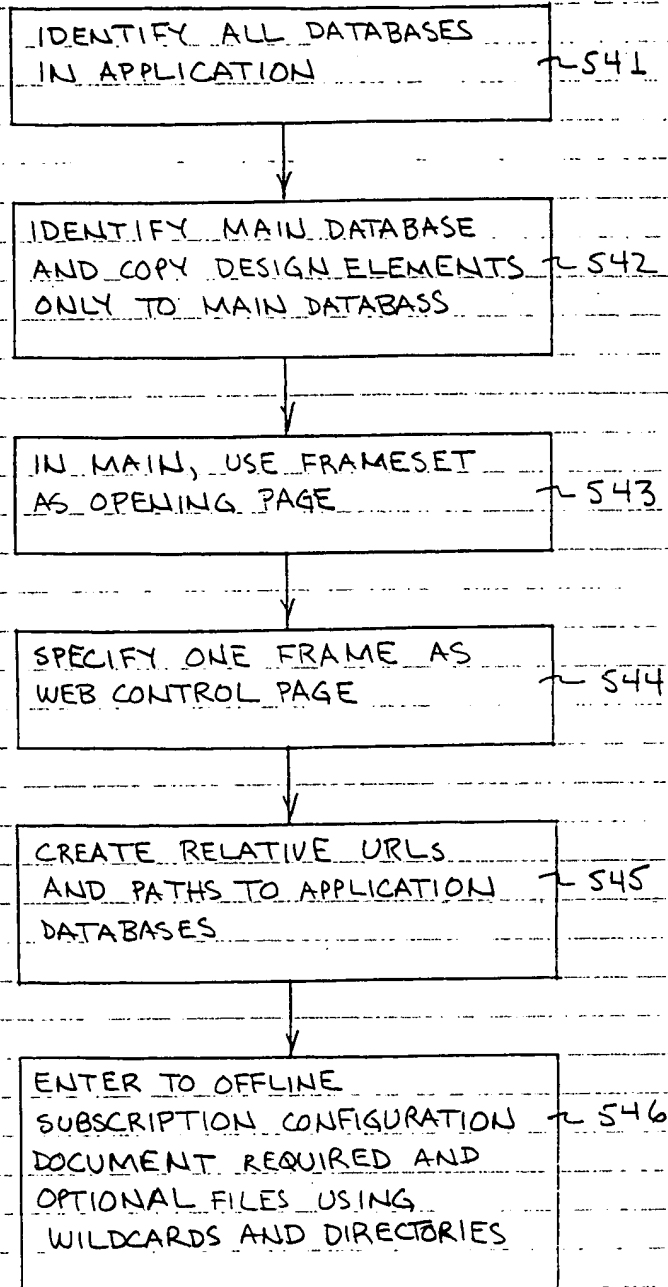 IDENTIFY ALL DATABASES
IN APPLICATION
541
IDENTIFY MAIN DATABASE
AND COPY DESIGN ELEMENTS
ONLY TO MAIN DATABASS
542
IN MAIN, USE FRAMESET
AS OPENING PAGE
543
SPECIFY ONE FRAME AS
WEB CONTROL PAGE
544
CREATE RELATIVE URLS
AND PATHS TO APPLICATION
DATABASES
545
ENTER TO OFFLINE
SUBSCRIPTION CONFIGURATION
DOCUMENT REQUIRED AND
OPTIONAL FILES USING
WILDCARDS AND DIRECTORIES
546